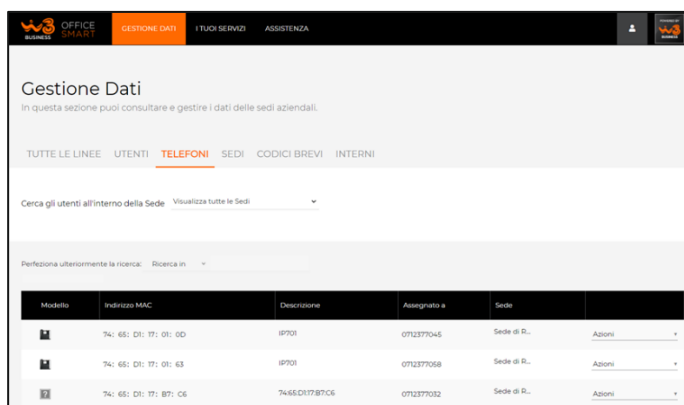 W3 OFFICE SMART GESTIONE DATI I TUOI SERVIZI ASSISTENZA
BUSINESS
Gestione Dati
In questa sezione puoi consultare e gestire i dati delle sedi aziendali.
TUTTE LE LINEE UTENTI TELEFONI SEDI CODICI BREVI INTERNI
Cerca gli utenti all'interno della Sede Visualizza tutte le Sedi
Perfeziona ulteriormente la ricerca: Ricerca in
Modello Indirizzo MAC Descrizione Assegnato a Sede
74: 65: D1: 17: 01: 0D IP701 0712377045 Sede di R... Azioni
74: 65: D1: 17: 01: 63 IP701 0712377058 Sede di R... Azioni
? 74: 65: D1: 17: B7: C6 74:65:D1:17:B7:C6 0712377032 Sede di R... Azioni